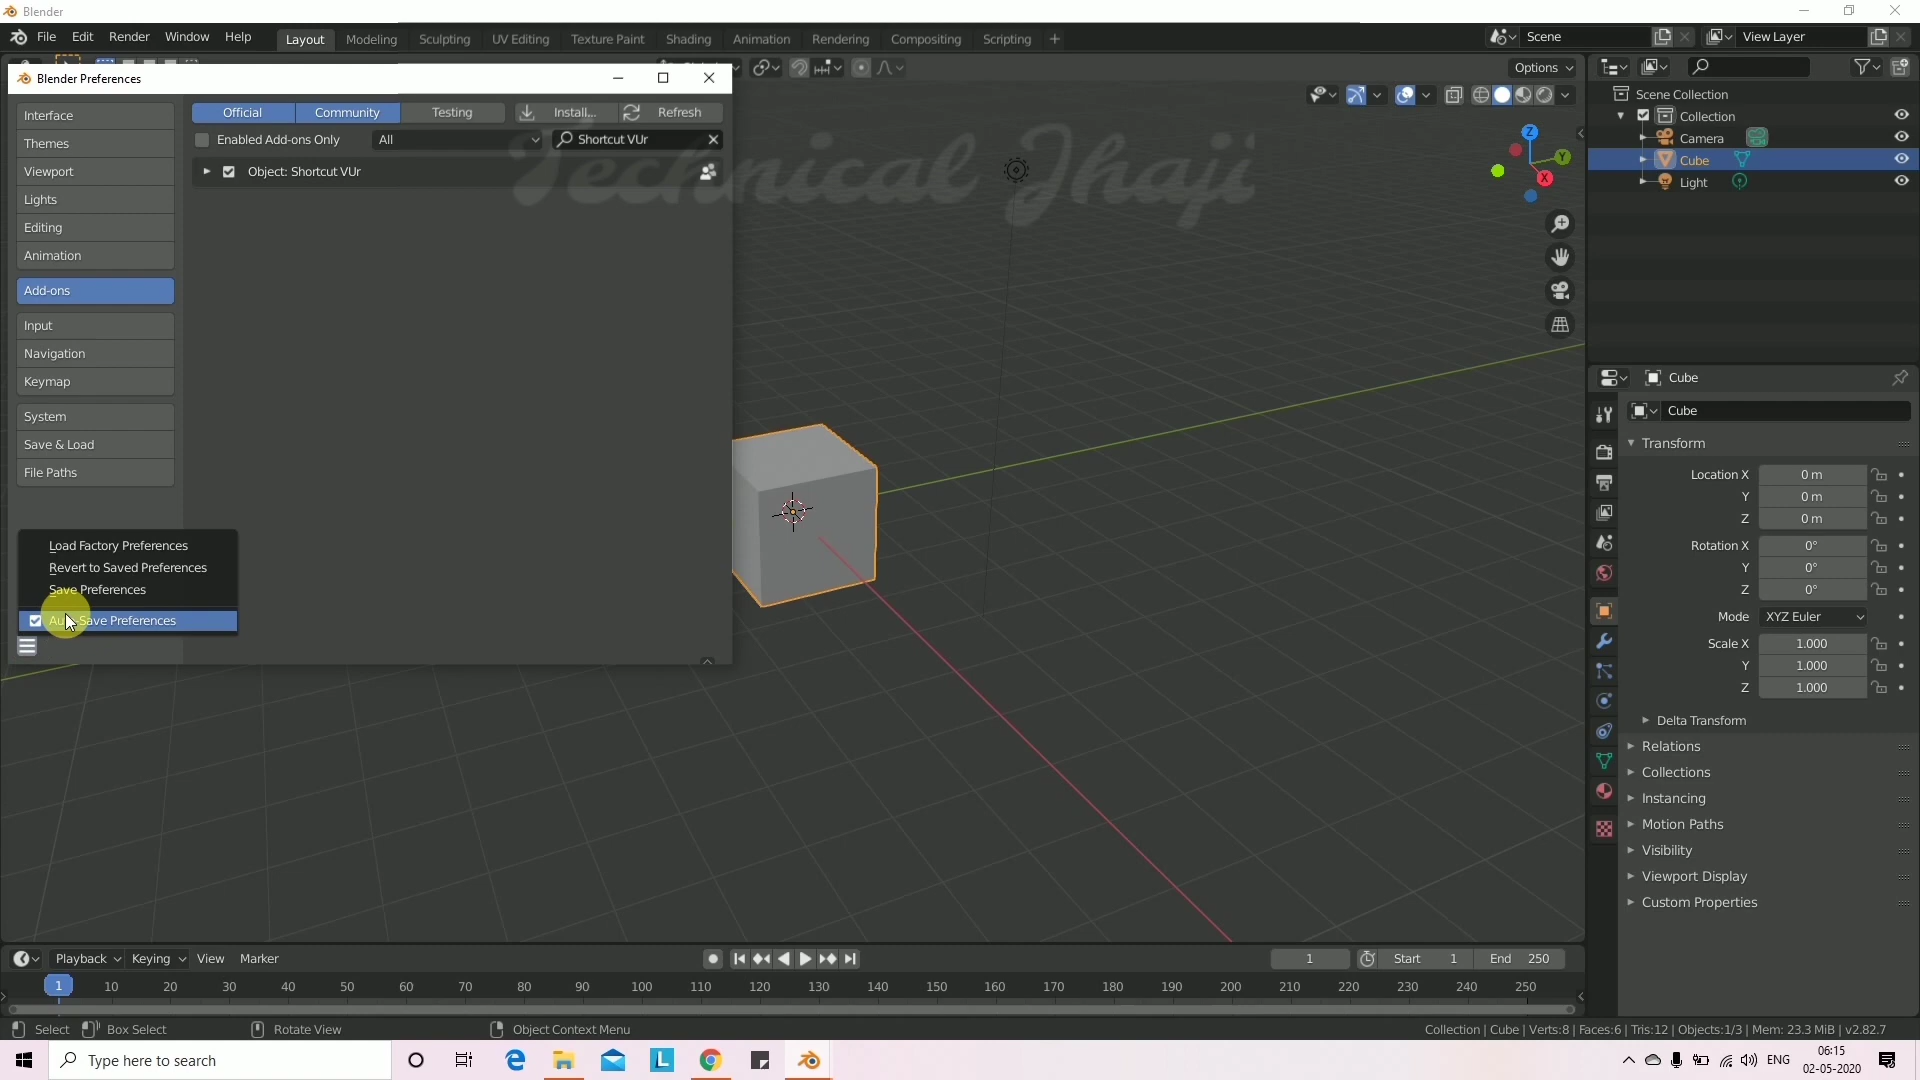 Blender
File Edit Render Window Help Layout Modeling Sculpting UV Editing Texture Paint Shading Animation Rendering Compositing Scripting + Scene View Layer
Options
Blender Preferences
Interface
Themes
Viewport
Lights
Editing
Animation
Add-ons
Input
Navigation
Keymap
System
Save & Load
File Paths
Official Community Testing Install... Refresh
Enabled Add-ons Only All Shortcut VUr
Object: Shortcut VUr
Technical Jhaji
Load Factory Preferences
Revert to Saved Preferences
Save Preferences
Save Preferences
Z
Y
X
Scene Collection
Collection
Camera
Cube
Light
Cube
Cube
Transform
Location X 0 m
Y 0 m
Z 0 m
Rotation X 0°
Y 0°
Z 0°
Mode XYZ Euler
Scale X 1.000
Y 1.000
Z 1.000
Delta Transform
Relations
Collections
Instancing
Motion Paths
Visibility
Viewport Display
Custom Properties
Playback Keying View Marker 1 Start 1 End 250
1 10 20 30 40 50 60 70 80 90 100 110 120 130 140 150 160 170 180 190 200 210 220 230 240 250
Select Box Select Rotate View Object Context Menu Collection | Cube | Verts:8 | Faces:6 | Tris:12 | Objects:1/3 | Mem: 23.3 MiB | v2.82.7
Type here to search L ENG 06:15
02-05-2020